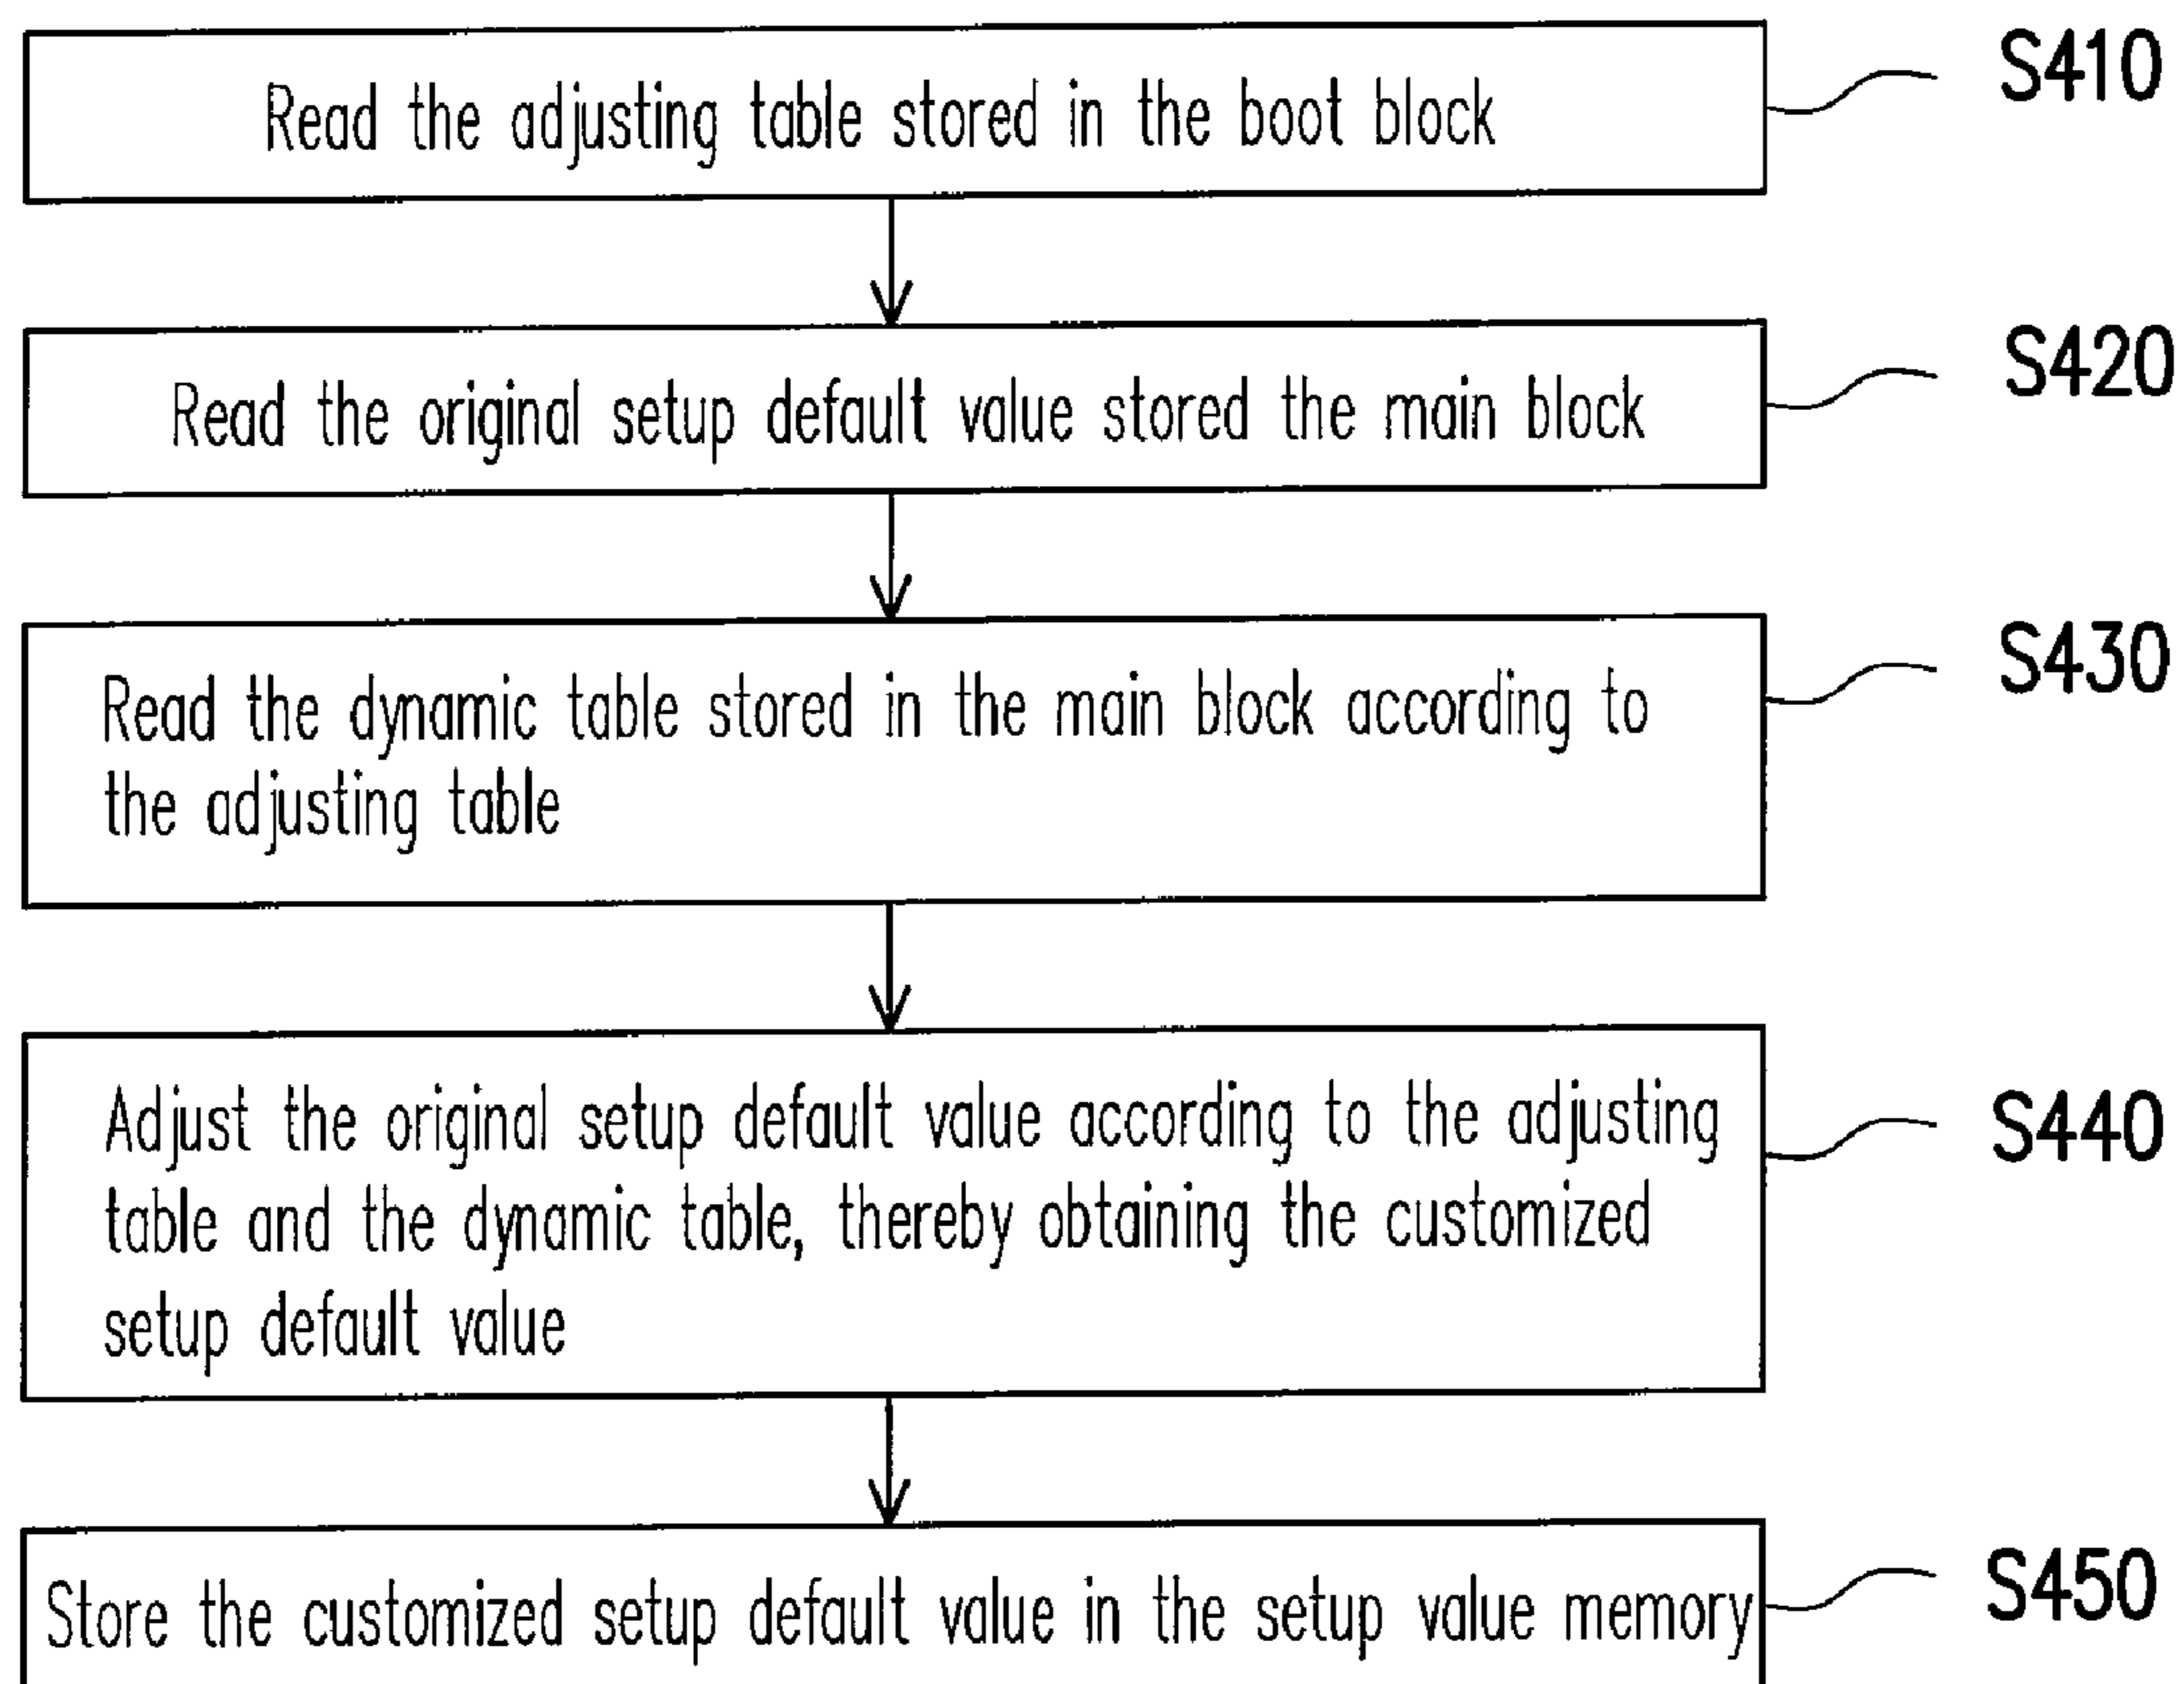 Read the adjusting table stored in the boot block
S410
Read the original setup default value stored the main block
S420
Read the dynamic table stored in the main block according to
the adjusting table
S430
Adjust the original setup default value according to the adjusting
table and the dynamic table, thereby obtaining the customized
setup default value
S440
Store the customized setup default value in the setup value memory
S450